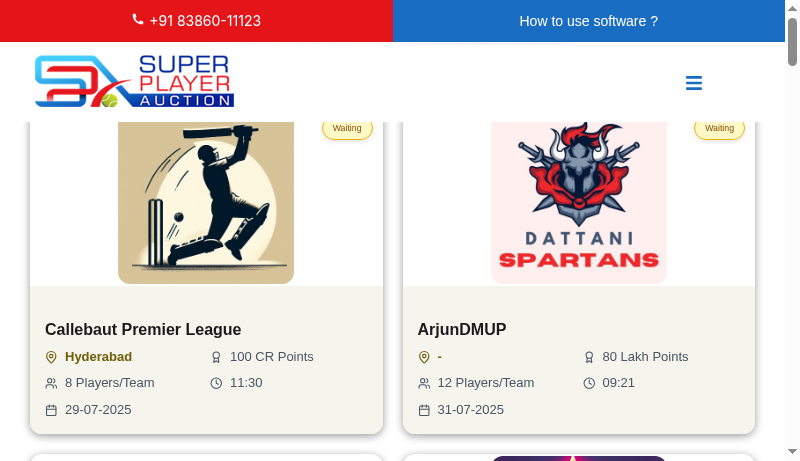 +91 83860-11123
How to use software ?
SUPER
PLAYER
AUCTION
Waiting
Waiting
DATTANI
SPARTANS
Callebaut Premier League
Hyderabad
100 CR Points
8 Players/Team
11:30
29-07-2025
ArjunDMUP
-
80 Lakh Points
12 Players/Team
09:21
31-07-2025